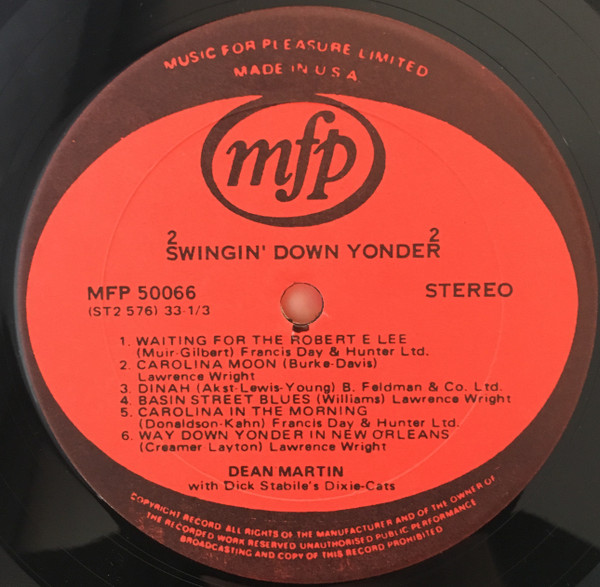 MUSIC FOR PLEASURE LIMITED
MADE IN U.S.A.
mfp
2 2
SWINGIN' DOWN YONDER
MFP 50066 STEREO
(ST2 576) 33-1/3
1. WAITING FOR THE ROBERT E LEE
(Muir-Gilbert) Francis Day & Hunter Ltd.
2. CAROLINA MOON (Burke-Davis)
Lawrence Wright
3. DINAH (Akst-Lewis-Young) B. Feldman & Co. Ltd.
4. BASIN STREET BLUES (Williams) Lawrence Wright
5. CAROLINA IN THE MORNING
(Donaldson-Kahn) Francis Day & Hunter Ltd.
6. WAY DOWN YONDER IN NEW ORLEANS
(Creamer Layton) Lawrence Wright
DEAN MARTIN
with Dick Stabile's Dixie-Cats
COPYRIGHT RECORD ALL RIGHTS OF THE MANUFACTURER AND OF THE OWNER OF
THE RECORDED WORK RESERVED UNAUTHORISED PUBLIC PERFORMANCE
BROADCASTING AND COPY OF THIS RECORD PROHIBITED